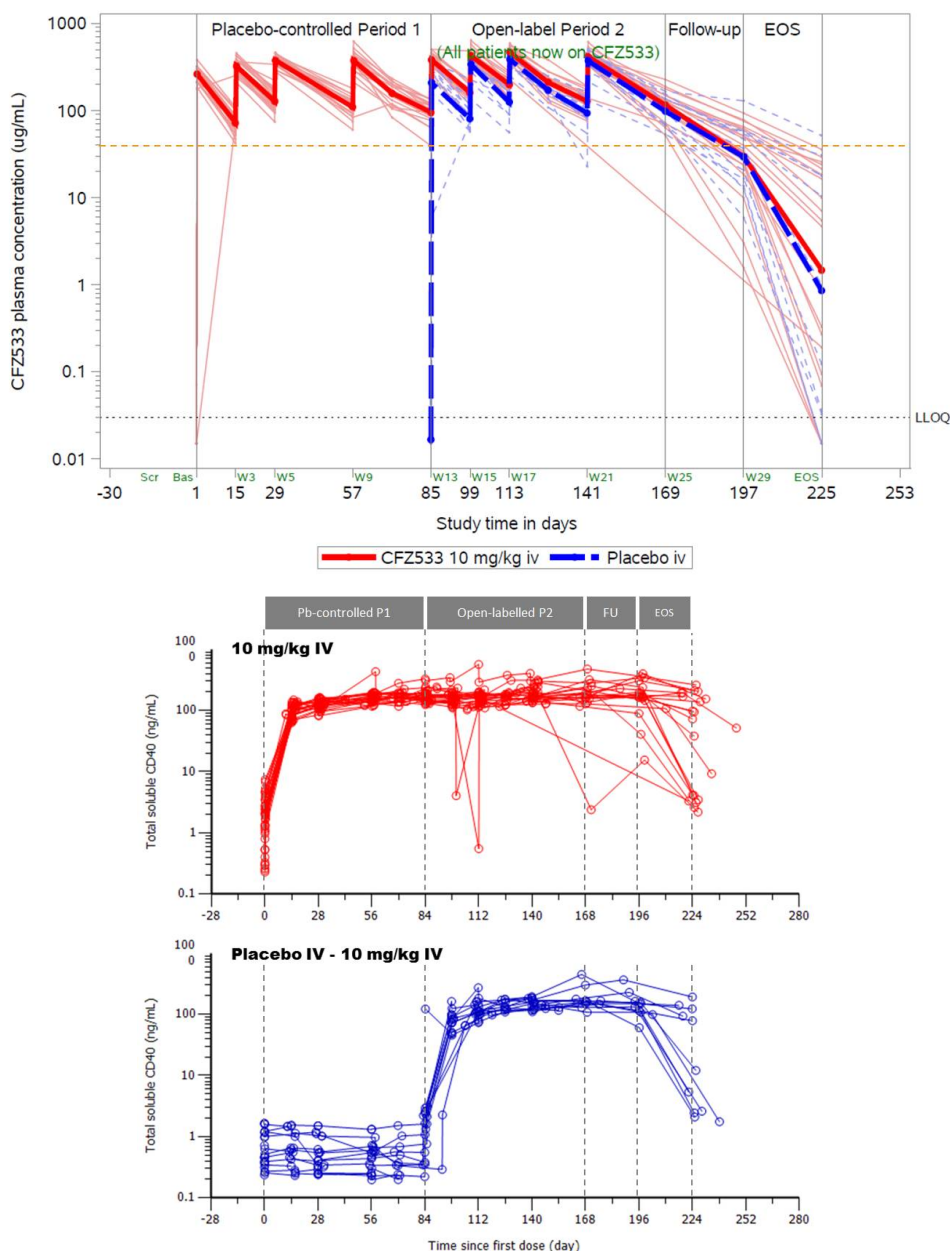 Placebo-controlled Period 1 Open-label Period 2 Follow-up EOS
(All patients now on CFZ533)
CFZ533 plasma concentration (ug/mL)
1000
100
10
1
0.1
0.01
LLOQ
Scr Bas W3 W5 W9 W13 W15 W17 W21 W25 W29 EOS
-30 1 15 29 57 85 99 113 141 169 197 225 253
Study time in days
CFZ533 10 mg/kg iv Placebo iv
Pb-controlled P1 Open-labelled P2 FU EOS
10 mg/kg IV
Total soluble CD40 (ng/mL)
100
0
100
10
1
0.1
-28 0 28 56 84 112 140 168 196 224 252 280
Placebo IV - 10 mg/kg IV
Total soluble CD40 (ng/mL)
100
0
100
10
1
0.1
-28 0 28 56 84 112 140 168 196 224 252 280
Time since first dose (day)